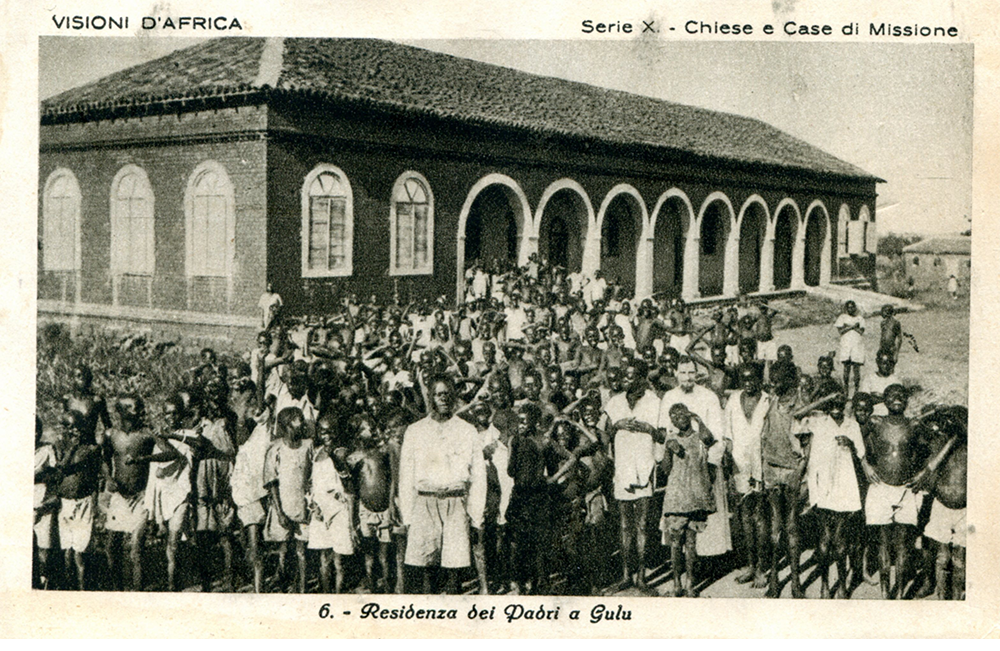 VISIONI D'AFRICA
Serie X. - Chiese e Case di Missione
6. - Residenza dei Padri a Gulu